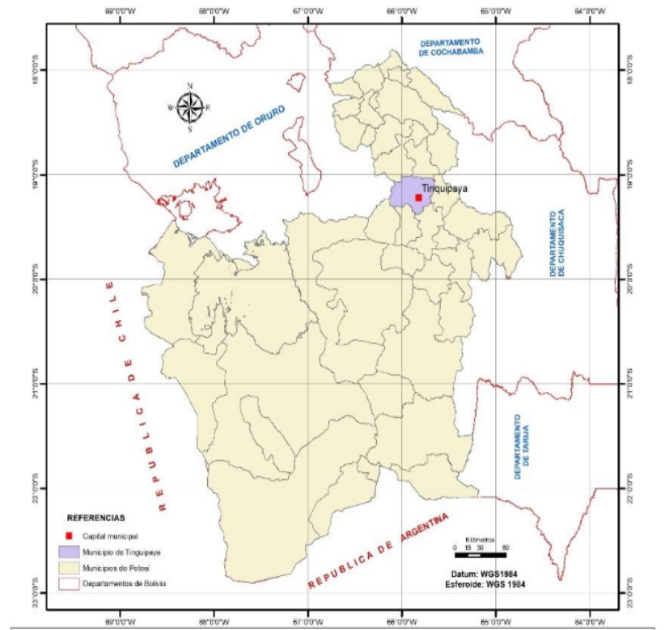 69°0'0"W 68°0'0"W 67°0'0"W 66°0'0"W 65°0'0"W 64°0'0"W
DEPARTAMENTO
DE COCHABAMBA
18°0'0"S 18°0'0"S
N
W E
S
DEPARTAMENTO DE ORURO
19°0'0"S 19°0'0"S
Tinquipaya
DEPARTAMENTO
DE CHUQUISACA
20°0'0"S 20°0'0"S
REPUBLICA DE CHILE
21°0'0"S 21°0'0"S
DEPARTAMENTO
DE TARIJA
22°0'0"S 22°0'0"S
REFERENCIAS
Capital municipal
Municipio de Tinguipaya
Municipios de Potosí
Departamentos de Bolivia
REPUBLICA DE ARGENTINA
Kilómetros
0 15 30 60
Datum: WGS1984
Esferoide: WGS 1984
23°0'0"S 23°0'0"S
69°0'0"W 68°0'0"W 67°0'0"W 66°0'0"W 65°0'0"W 64°0'0"W